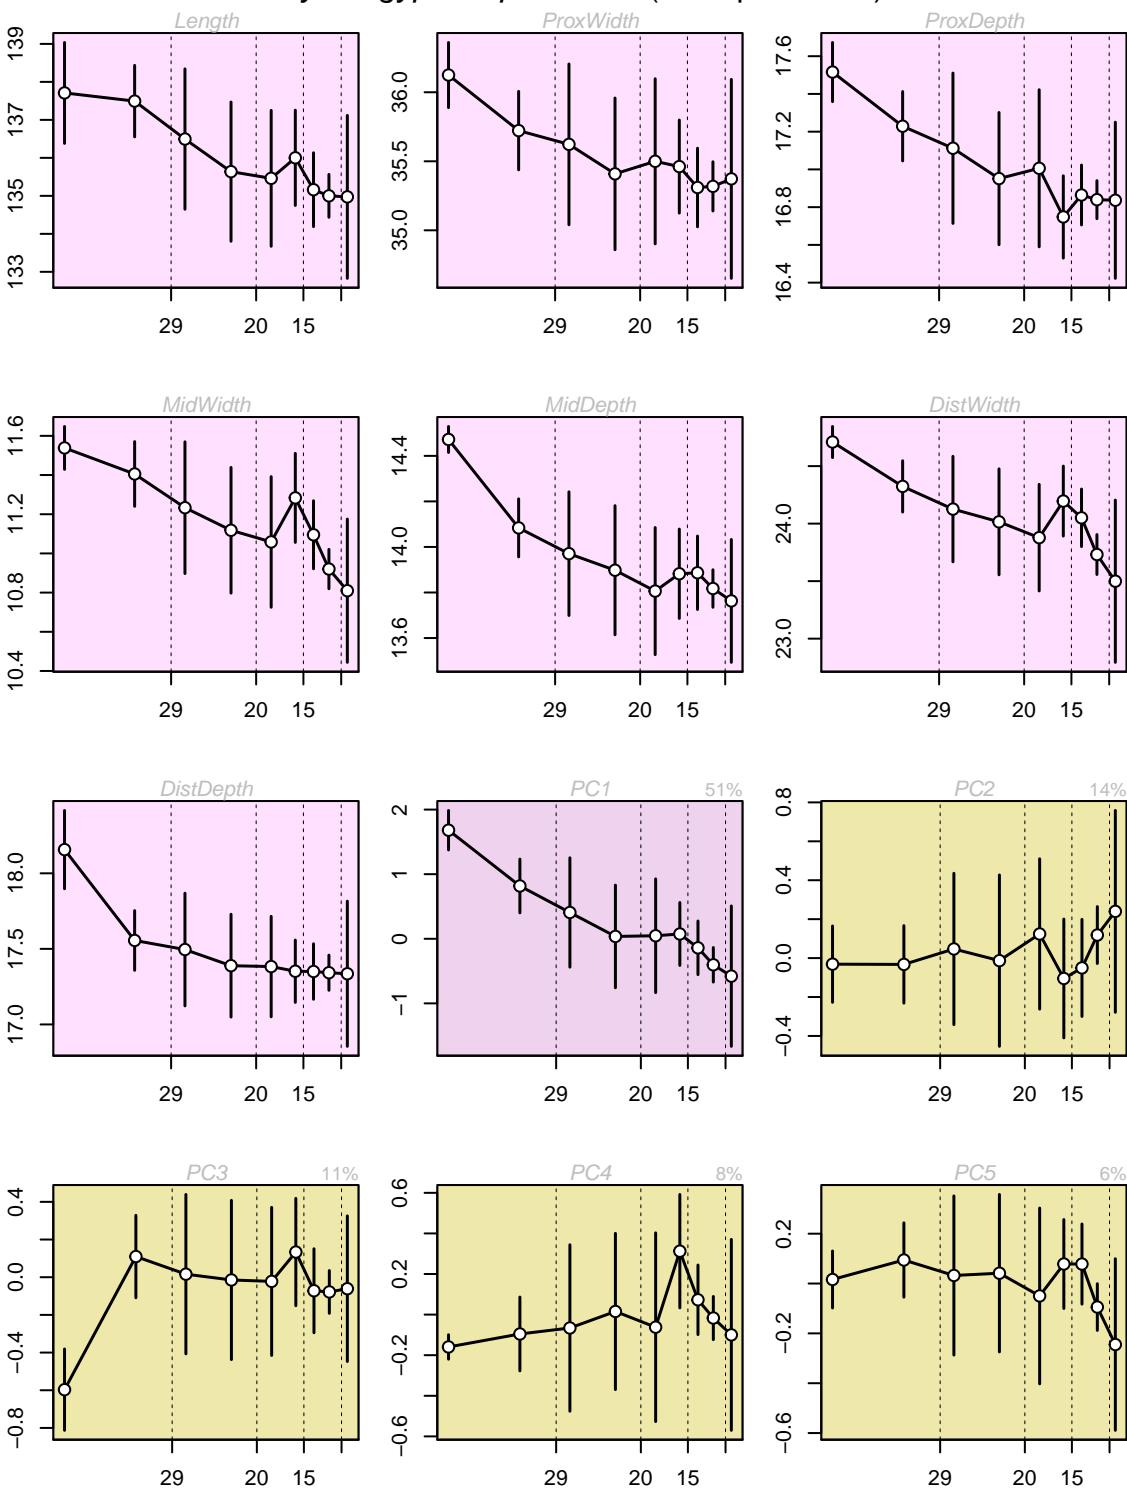 Length
139
137
135
133
29 20 15
ProxWidth
36.0
35.5
35.0
29 20 15
ProxDepth
17.6
17.2
16.8
16.4
29 20 15
MidWidth
11.6
11.2
10.8
10.4
29 20 15
MidDepth
14.4
14.0
13.6
29 20 15
DistWidth
24.0
23.0
29 20 15
DistDepth
18.0
17.5
17.0
29 20 15
PC1 51%
2
1
0
−1
29 20 15
PC2 14%
0.8
0.4
0.0
−0.4
29 20 15
PC3 11%
0.4
0.0
−0.4
−0.8
29 20 15
PC4 8%
0.6
0.2
−0.2
−0.6
29 20 15
PC5 6%
0.2
−0.2
−0.6
29 20 15